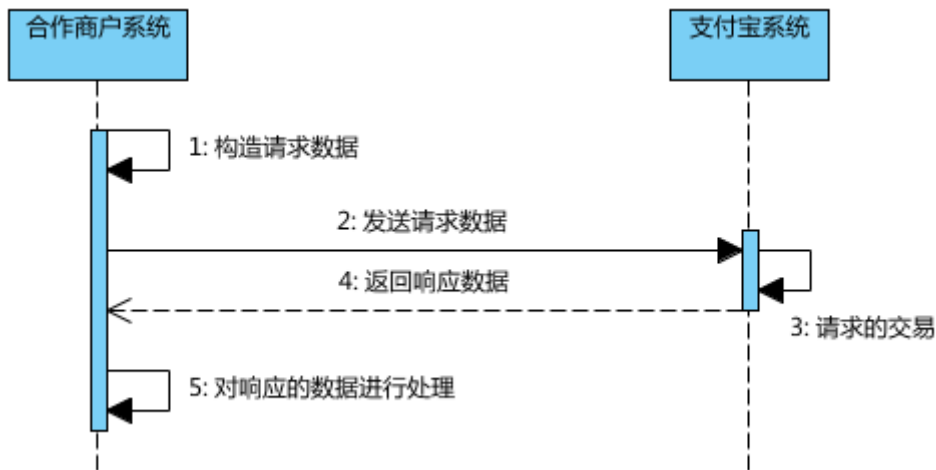 合作商户系统
支付宝系统
1: 构造请求数据
2: 发送请求数据
4: 返回响应数据
3: 请求的交易
5: 对响应的数据进行处理